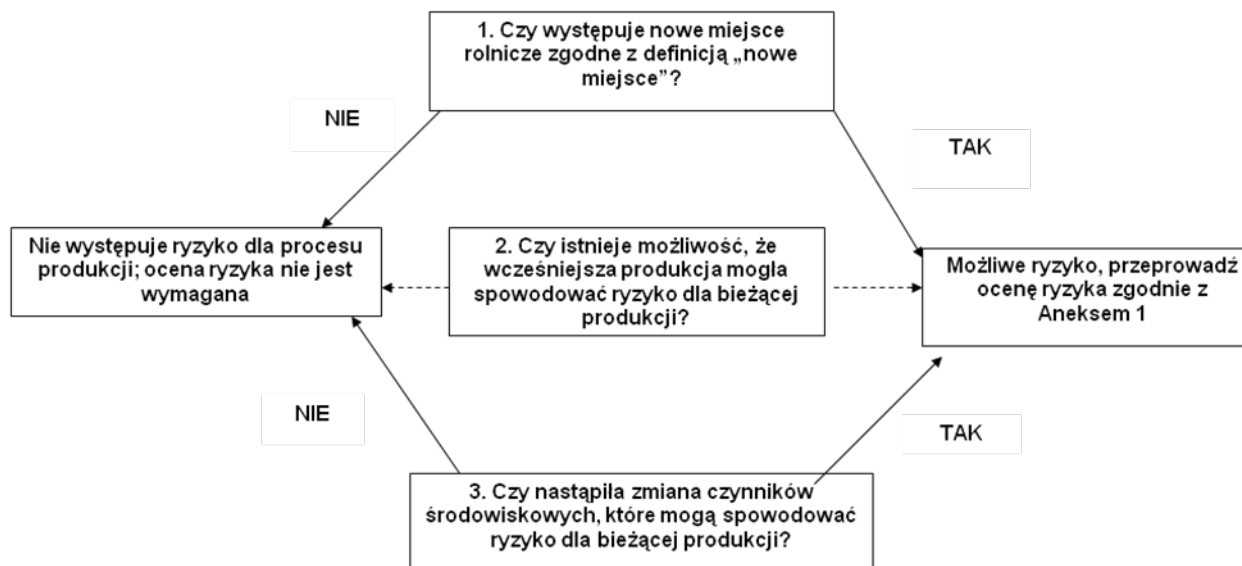 1. Czy występuje nowe miejsce
rolnicze zgodne z definicją „nowe
miejsce”?
NIE
TAK
Nie występuje ryzyko dla procesu
produkcji; ocena ryzyka nie jest
wymagana
2. Czy istnieje możliwość, że
wcześniejsza produkcja mogła
spowodować ryzyko dla bieżącej
produkcji?
Możliwe ryzyko, przeprowadź
ocenę ryzyka zgodnie z
Aneksem 1
NIE
TAK
3. Czy nastąpiła zmiana czynników
środowiskowych, które mogą spowodować
ryzyko dla bieżącej produkcji?